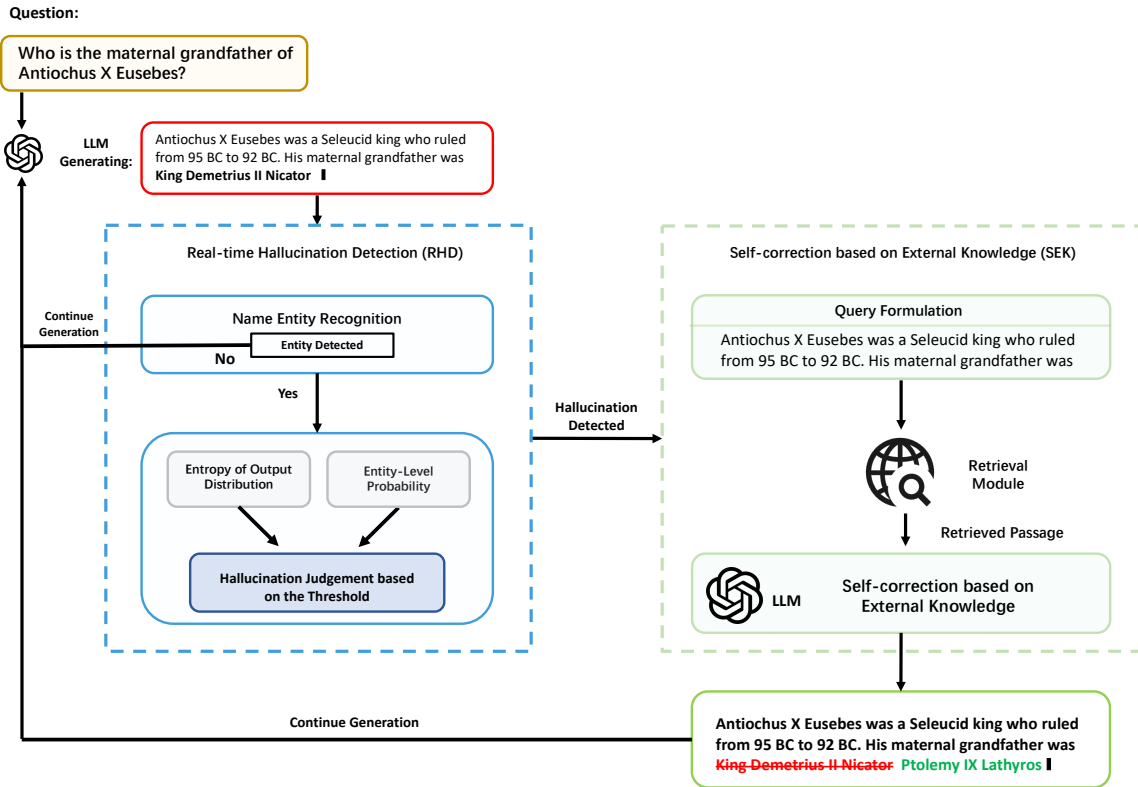 Question:
Who is the maternal grandfather of
Antiochus X Eusebes?
LLM
Generating:
Antiochus X Eusebes was a Seleucid king who ruled
from 95 BC to 92 BC. His maternal grandfather was
King Demetrius II Nicator
Real-time Hallucination Detection (RHD)
Continue
Generation
Name Entity Recognition
Entity Detected
No
Yes
Entropy of Output
Distribution
Entity-Level
Probability
Hallucination Judgement based
on the Threshold
Hallucination
Detected
Self-correction based on External Knowledge (SEK)
Query Formulation
Antiochus X Eusebes was a Seleucid king who ruled
from 95 BC to 92 BC. His maternal grandfather was
Retrieval
Module
Retrieved Passage
LLM
Self-correction based on
External Knowledge
Continue Generation
Antiochus X Eusebes was a Seleucid king who ruled
from 95 BC to 92 BC. His maternal grandfather was
King Demetrius II Nicator Ptolemy IX Lathyros